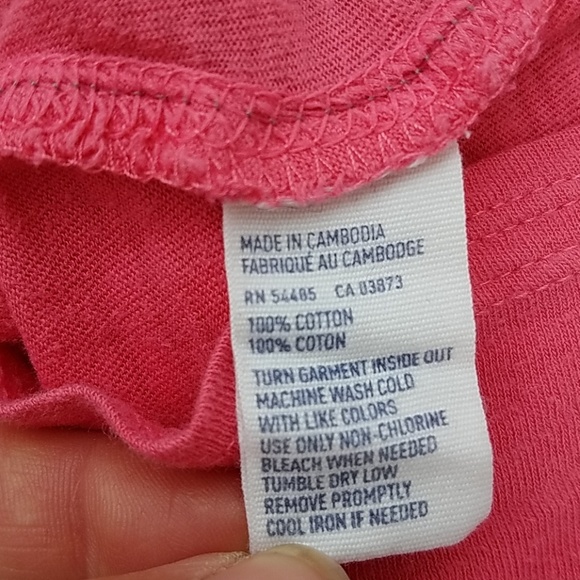 MADE IN CAMBODIA
FABRIQUÉ AU CAMBODGE
RN 54485 CA 03873
100% COTTON
100% COTON
TURN GARMENT INSIDE OUT
MACHINE WASH COLD
WITH LIKE COLORS
USE ONLY NON-CHLORINE
BLEACH WHEN NEEDED
TUMBLE DRY LOW
REMOVE PROMPTLY
COOL IRON IF NEEDED